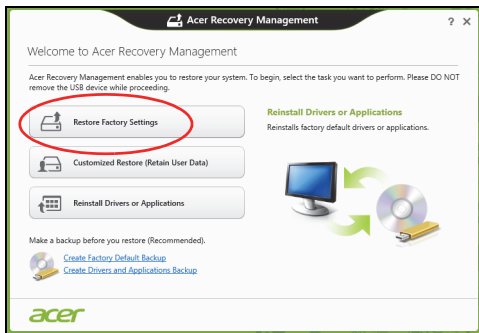 Acer Recovery Management
? X
Welcome to Acer Recovery Management
Acer Recovery Management enables you to restore your system. To begin, select the task you want to perform. Please DO NOT
remove the USB device while proceeding.
Restore Factory Settings
Customized Restore (Retain User Data)
Reinstall Drivers or Applications
Reinstall Drivers or Applications
Reinstalls factory default drivers or applications.
Make a backup before you restore (Recommended).
Create Factory Default Backup
Create Drivers and Applications Backup
acer